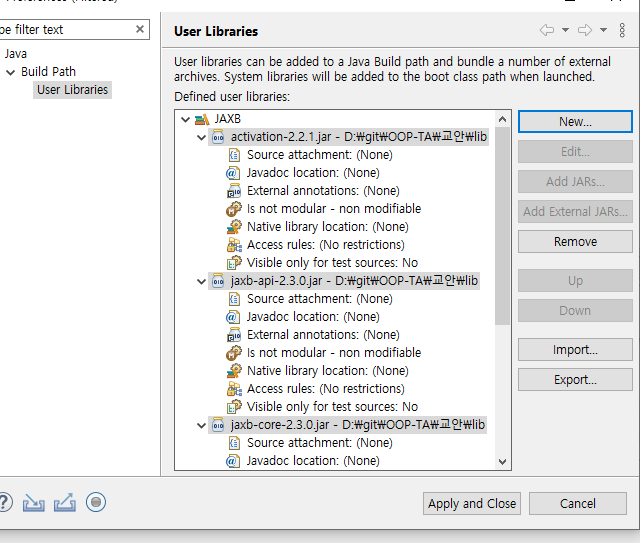 pe filter text
Java
Build Path
User Libraries
User Libraries
User libraries can be added to a Java Build path and bundle a number of external
archives. System libraries will be added to the boot class path when launched.
Defined user libraries:
JAXB
activation-2.2.1.jar - D:₩git₩OOP-TA₩교안₩lib
Source attachment: (None)
Javadoc location: (None)
External annotations: (None)
Is not modular - non modifiable
Native library location: (None)
Access rules: (No restrictions)
Visible only for test sources: No
jaxb-api-2.3.0.jar - D:₩git₩OOP-TA₩교안₩lib
Source attachment: (None)
Javadoc location: (None)
External annotations: (None)
Is not modular - non modifiable
Native library location: (None)
Access rules: (No restrictions)
Visible only for test sources: No
jaxb-core-2.3.0.jar - D:₩git₩OOP-TA₩교안₩lib
Source attachment: (None)
Javadoc location: (None)
New...
Edit...
Add JARs...
Add External JARs...
Remove
Up
Down
Import...
Export...
Apply and Close
Cancel